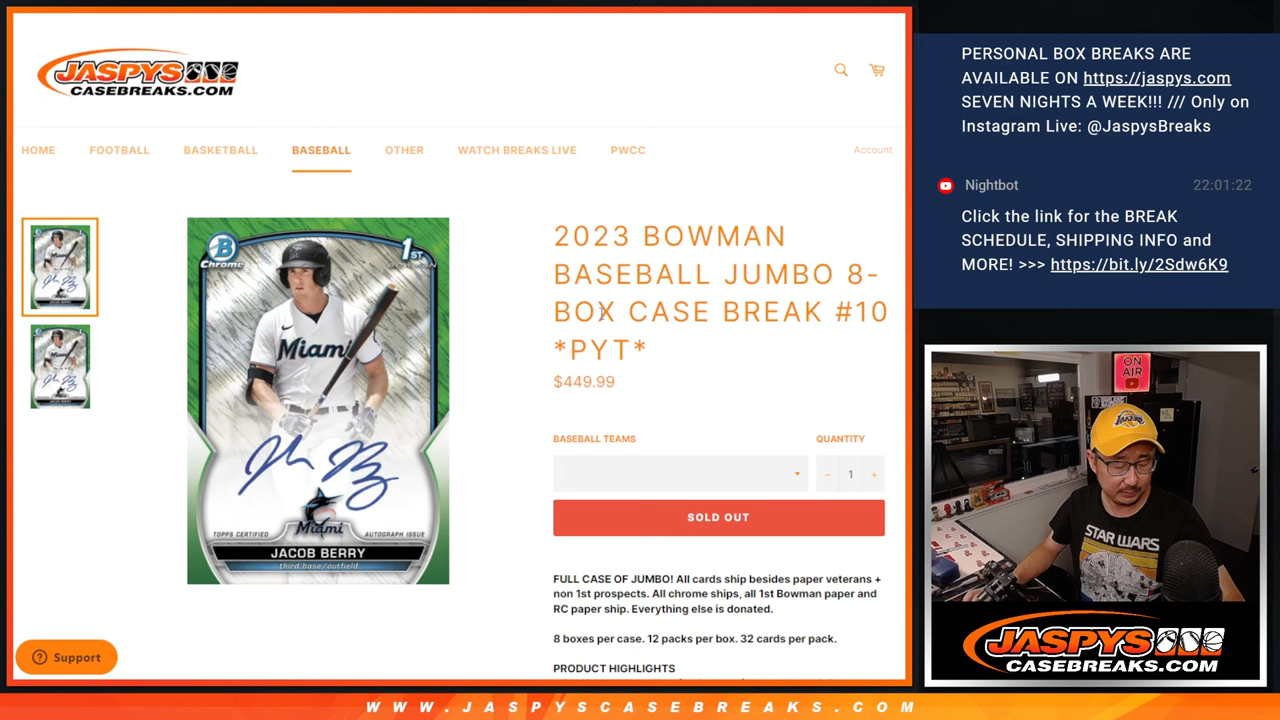 JASPYS
CASEBREAKS.COM
HOME FOOTBALL BASKETBALL BASEBALL OTHER WATCH BREAKS LIVE PWCC Account
B
Chrome
1ST
Miami
Miami
TOPPS CERTIFIED AUTOGRAPH ISSUE
JACOB BERRY
third base/outfield
2023 BOWMAN
BASEBALL JUMBO 8-
BOX CASE BREAK #10
*PYT*
$449.99
BASEBALL TEAMS QUANTITY
− 1 +
SOLD OUT
FULL CASE OF JUMBO! All cards ship besides paper veterans +
non 1st prospects. All chrome ships, all 1st Bowman paper and
RC paper ship. Everything else is donated.
8 boxes per case. 12 packs per box. 32 cards per pack.
PRODUCT HIGHLIGHTS
Support
PERSONAL BOX BREAKS ARE
AVAILABLE ON https://jaspys.com
SEVEN NIGHTS A WEEK!!! /// Only on
Instagram Live: @JaspysBreaks
Nightbot 22:01:22
Click the link for the BREAK
SCHEDULE, SHIPPING INFO and
MORE! >>> https://bit.ly/2Sdw6K9
ON
AIR
STAR WARS
JASPYS
CASEBREAKS.COM
WWW.JASPYSCASEBREAKS.COM